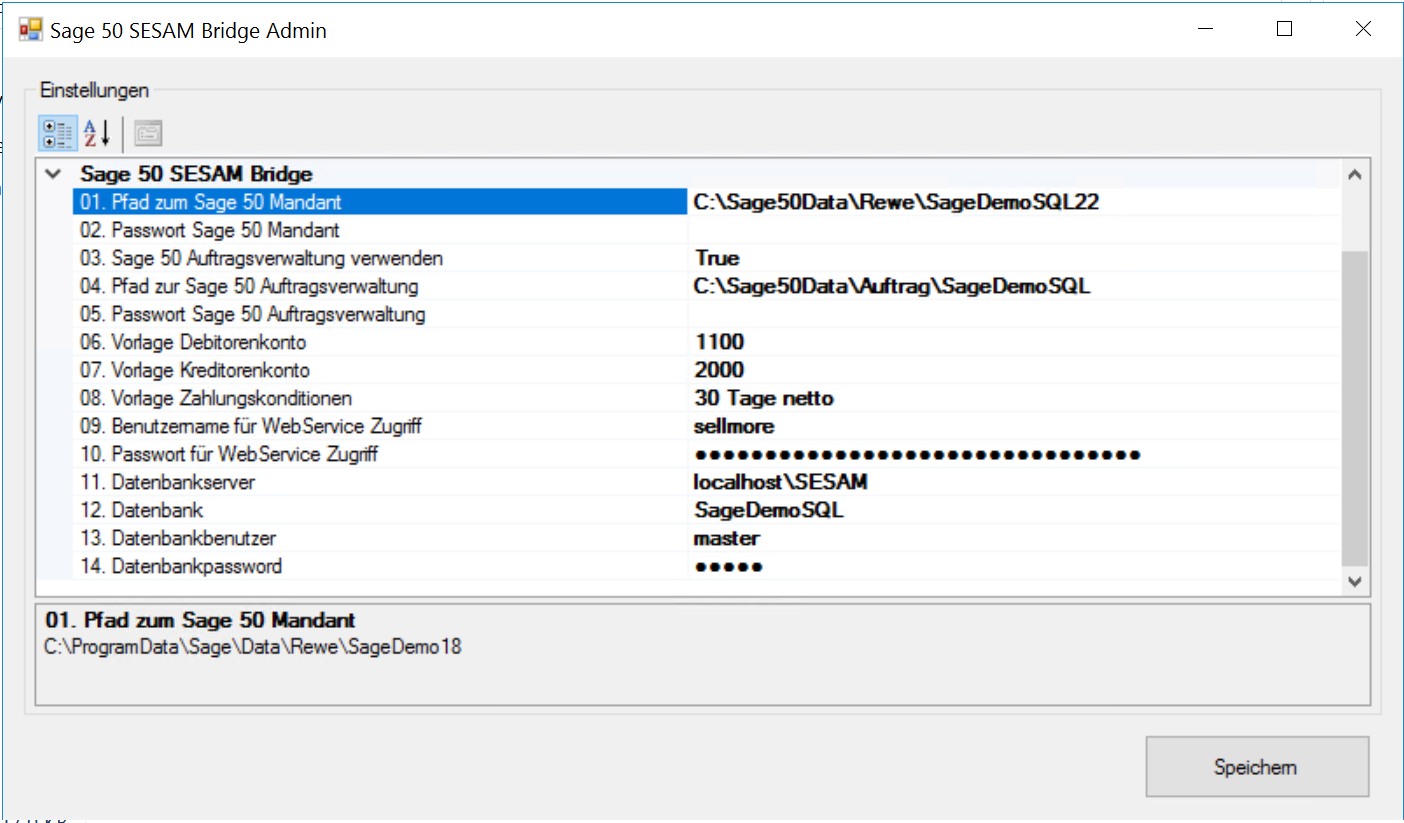 Sage 50 SESAM Bridge Admin
Einstellungen
Sage 50 SESAM Bridge
01. Pfad zum Sage 50 Mandant C:\Sage50Data\Rewe\SageDemoSQL22
02. Passwort Sage 50 Mandant
03. Sage 50 Auftragsverwaltung verwenden True
04. Pfad zur Sage 50 Auftragsverwaltung C:\Sage50Data\Auftrag\SageDemoSQL
05. Passwort Sage 50 Auftragsverwaltung
06. Vorlage Debitorenkonto 1100
07. Vorlage Kreditorenkonto 2000
08. Vorlage Zahlungskonditionen 30 Tage netto
09. Benutzername für WebService Zugriff sellmore
10. Passwort für WebService Zugriff ●●●●●●●●●●●●●●●●●●●●●●●●●●●●●●●●
11. Datenbankserver localhost\SESAM
12. Datenbank SageDemoSQL
13. Datenbankbenutzer master
14. Datenbankpassword ●●●●●
01. Pfad zum Sage 50 Mandant
C:\ProgramData\Sage\Data\Rewe\SageDemo18
Speichern